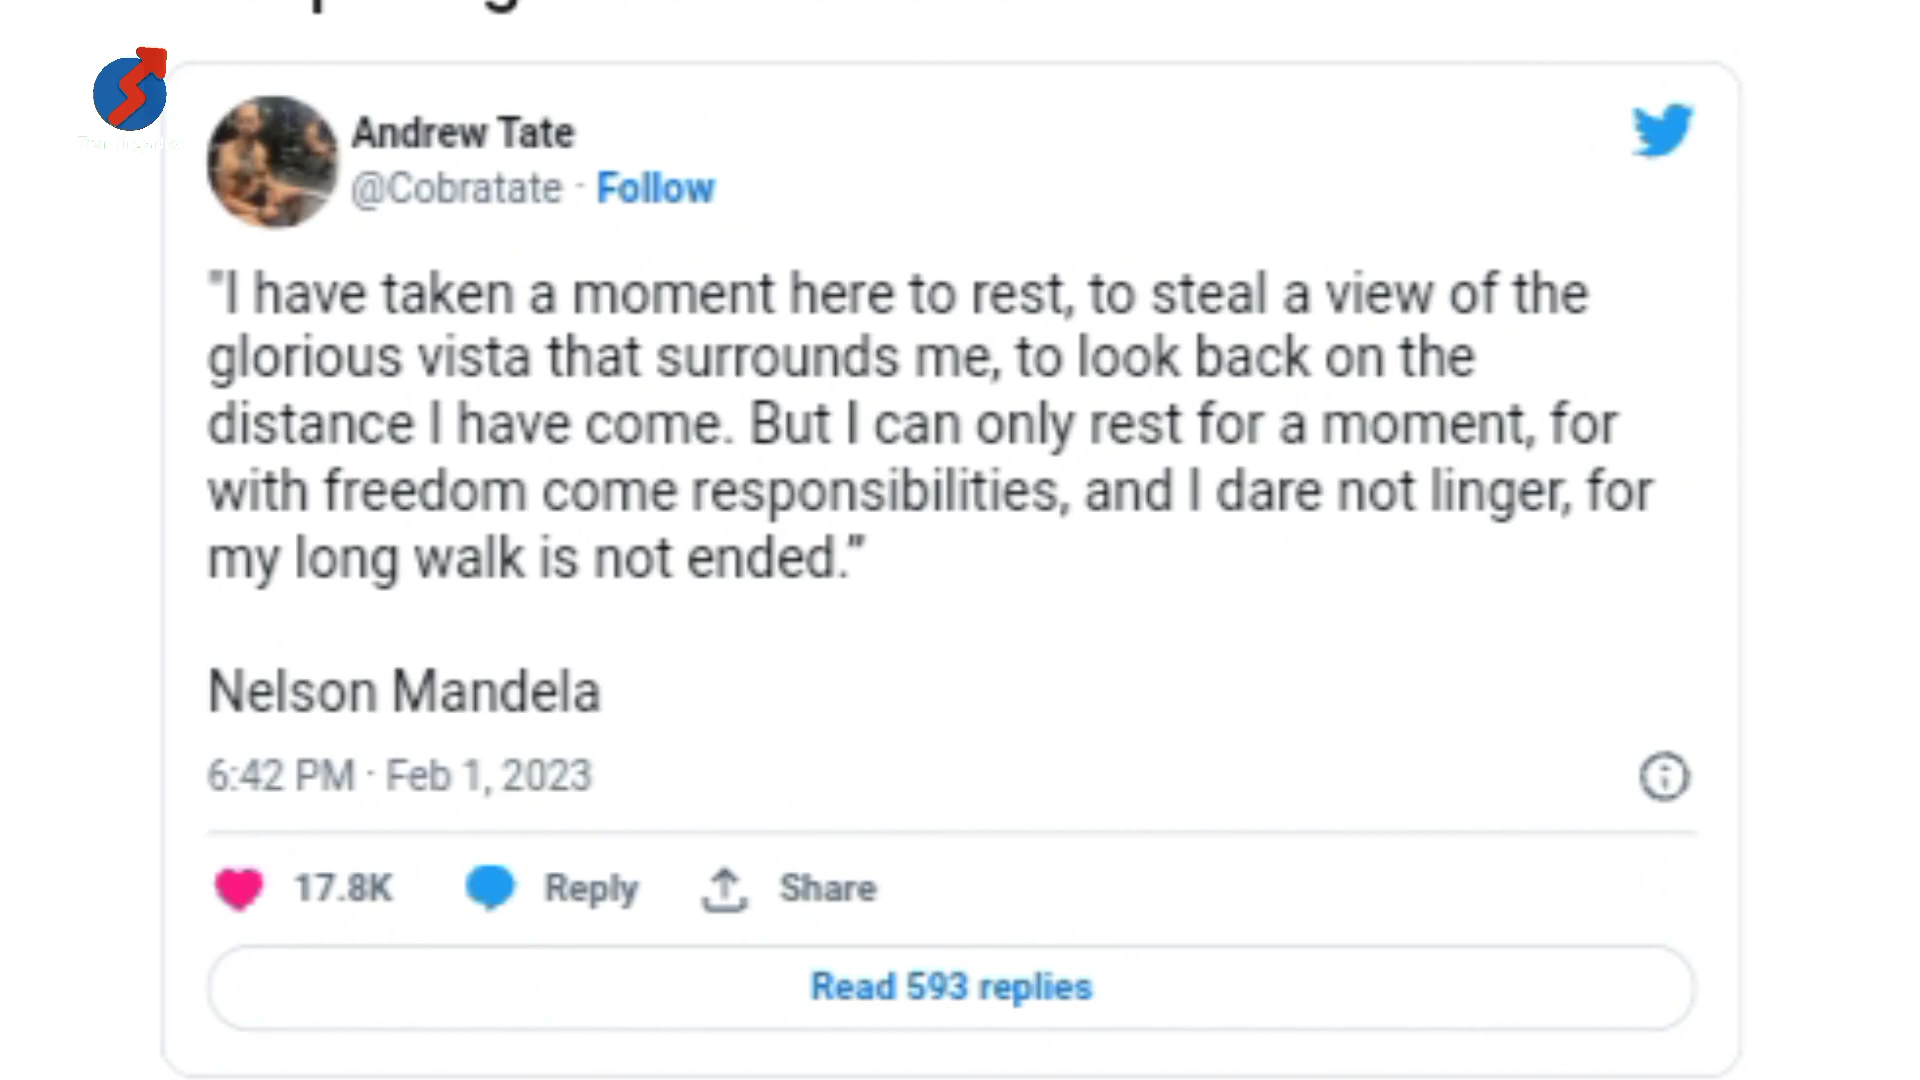 Andrew Tate
@Cobratate · Follow
"I have taken a moment here to rest, to steal a view of the
glorious vista that surrounds me, to look back on the
distance I have come. But I can only rest for a moment, for
with freedom come responsibilities, and I dare not linger, for
my long walk is not ended.”
Nelson Mandela
6:42 PM · Feb 1, 2023
17.8K Reply Share
Read 593 replies